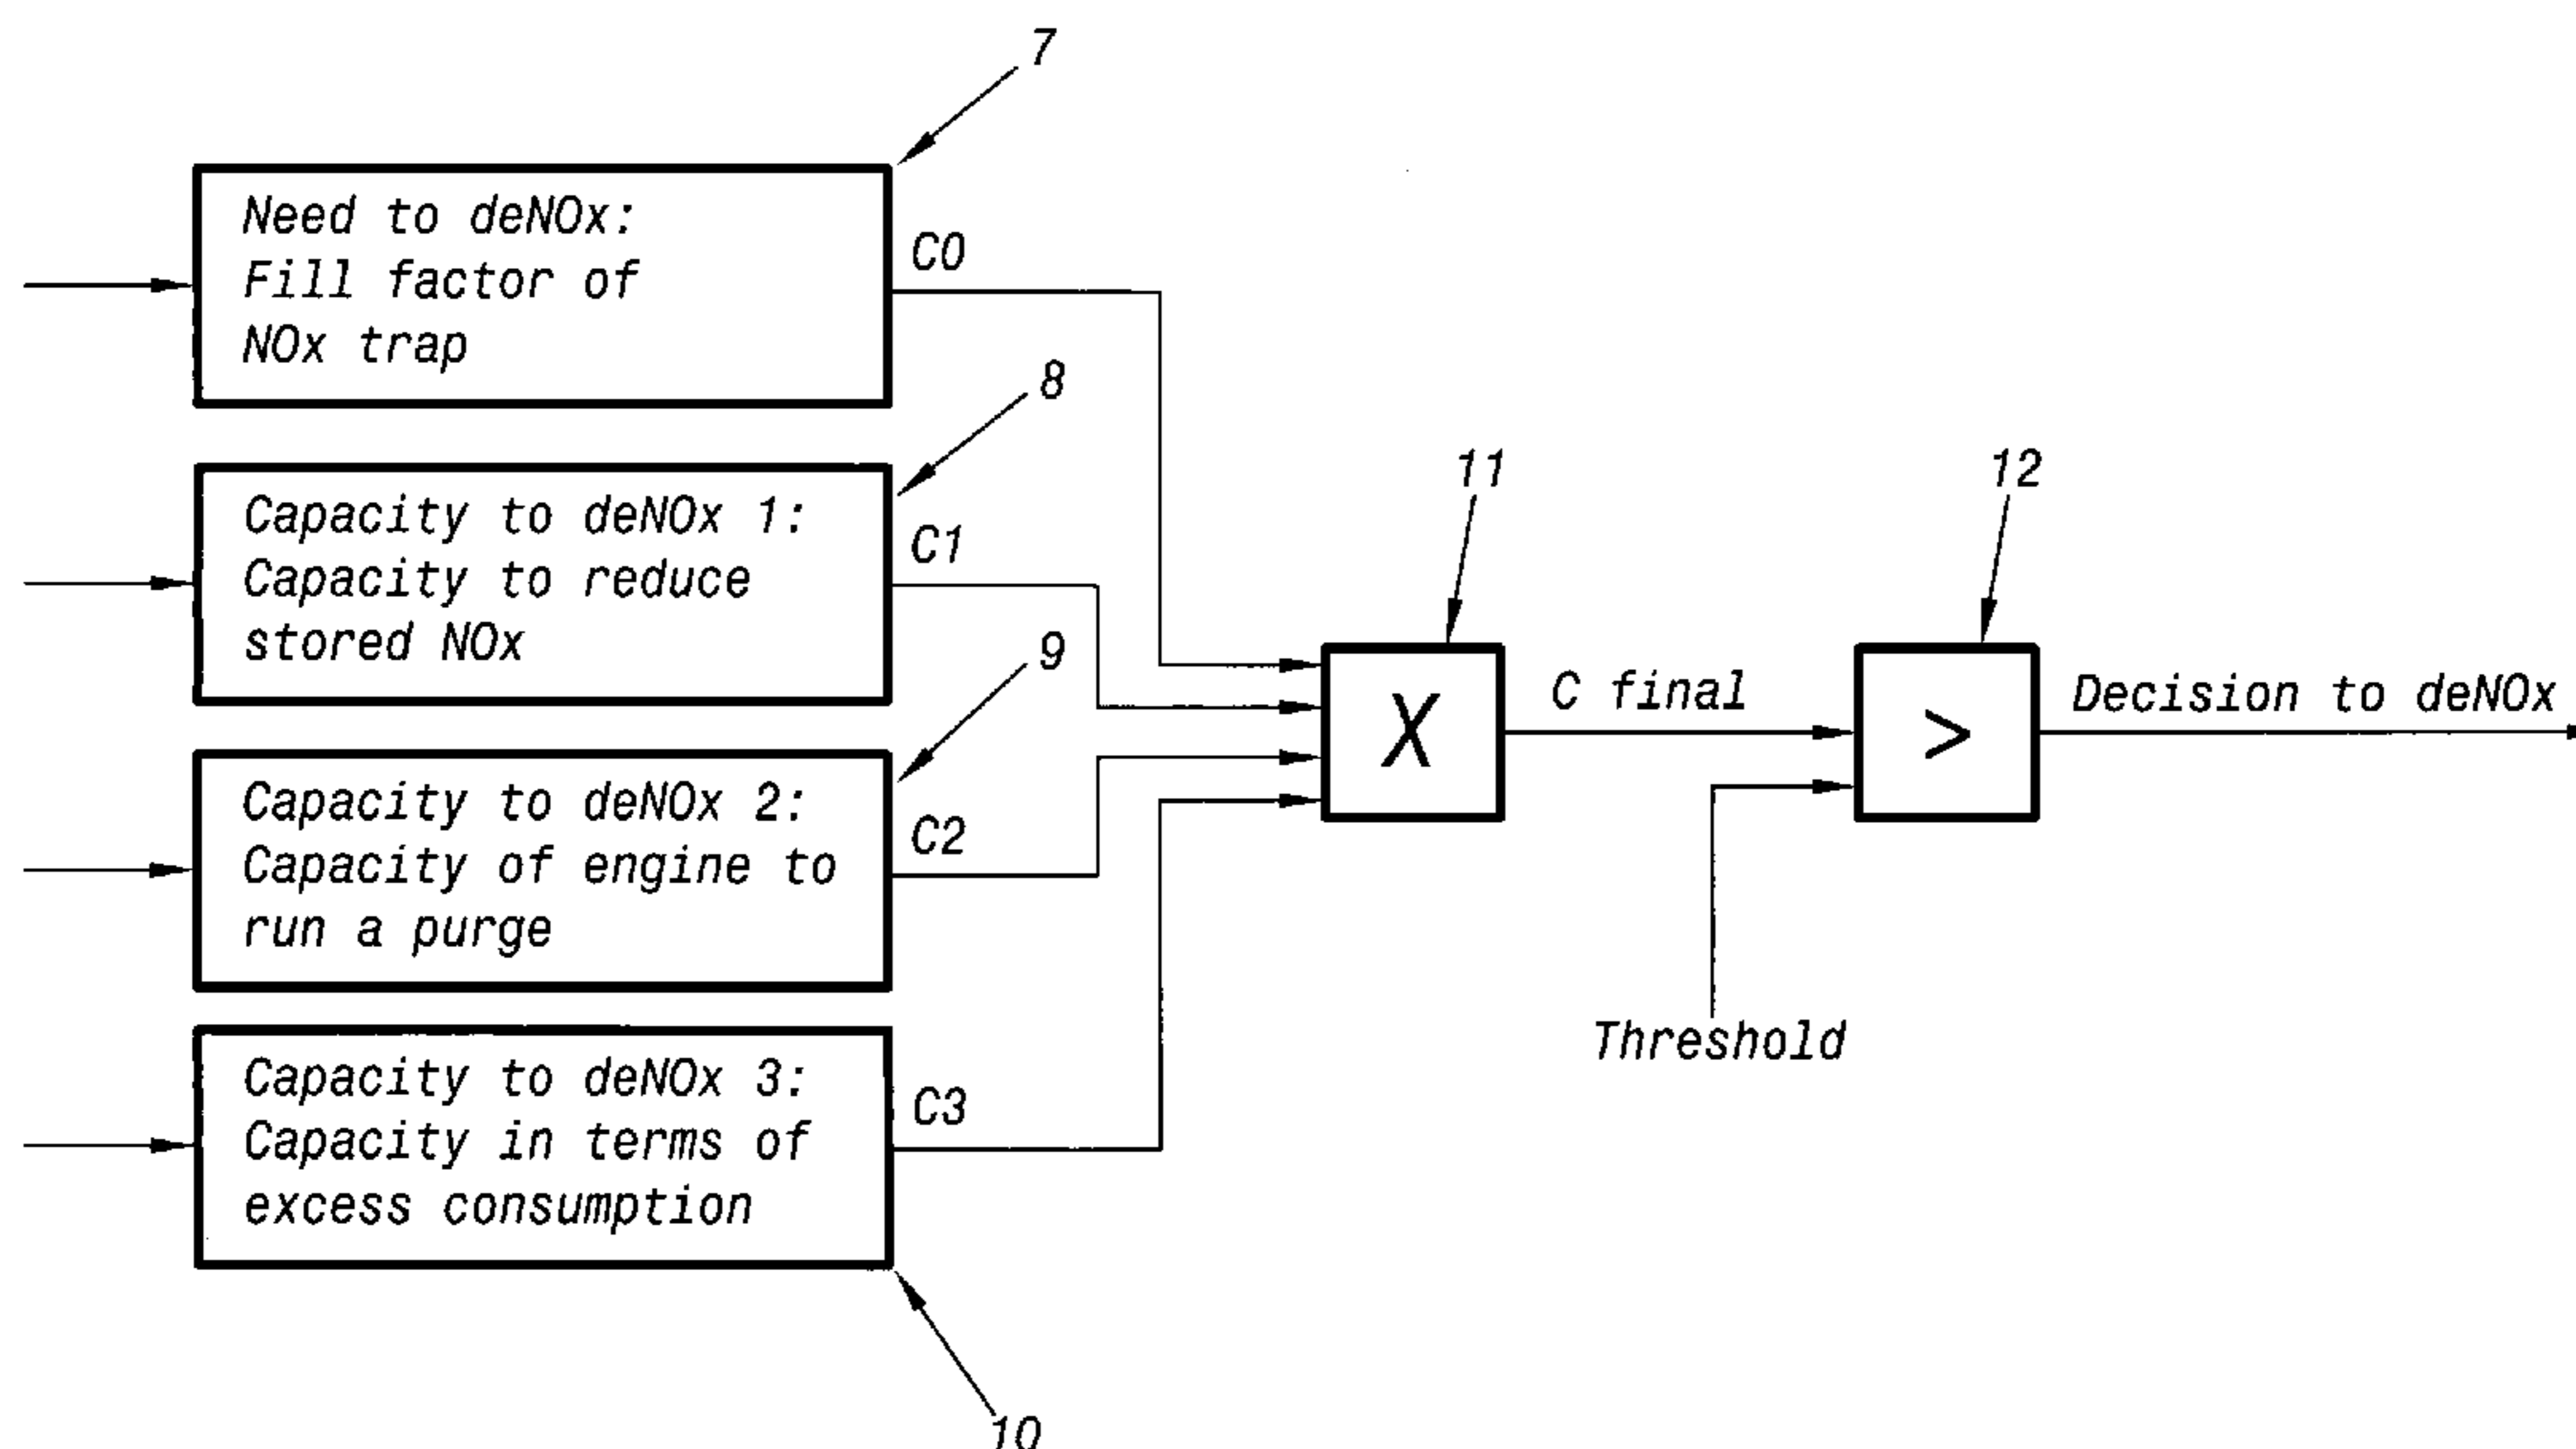 7
Need to deNOx:
Fill factor of
NOx trap
C0
8
Capacity to deNOx 1:
Capacity to reduce
stored NOx
C1
9
Capacity to deNOx 2:
Capacity of engine to
run a purge
C2
Capacity to deNOx 3:
Capacity in terms of
excess consumption
C3
10
11
X
C final
12
>
Decision to deNOx
Threshold